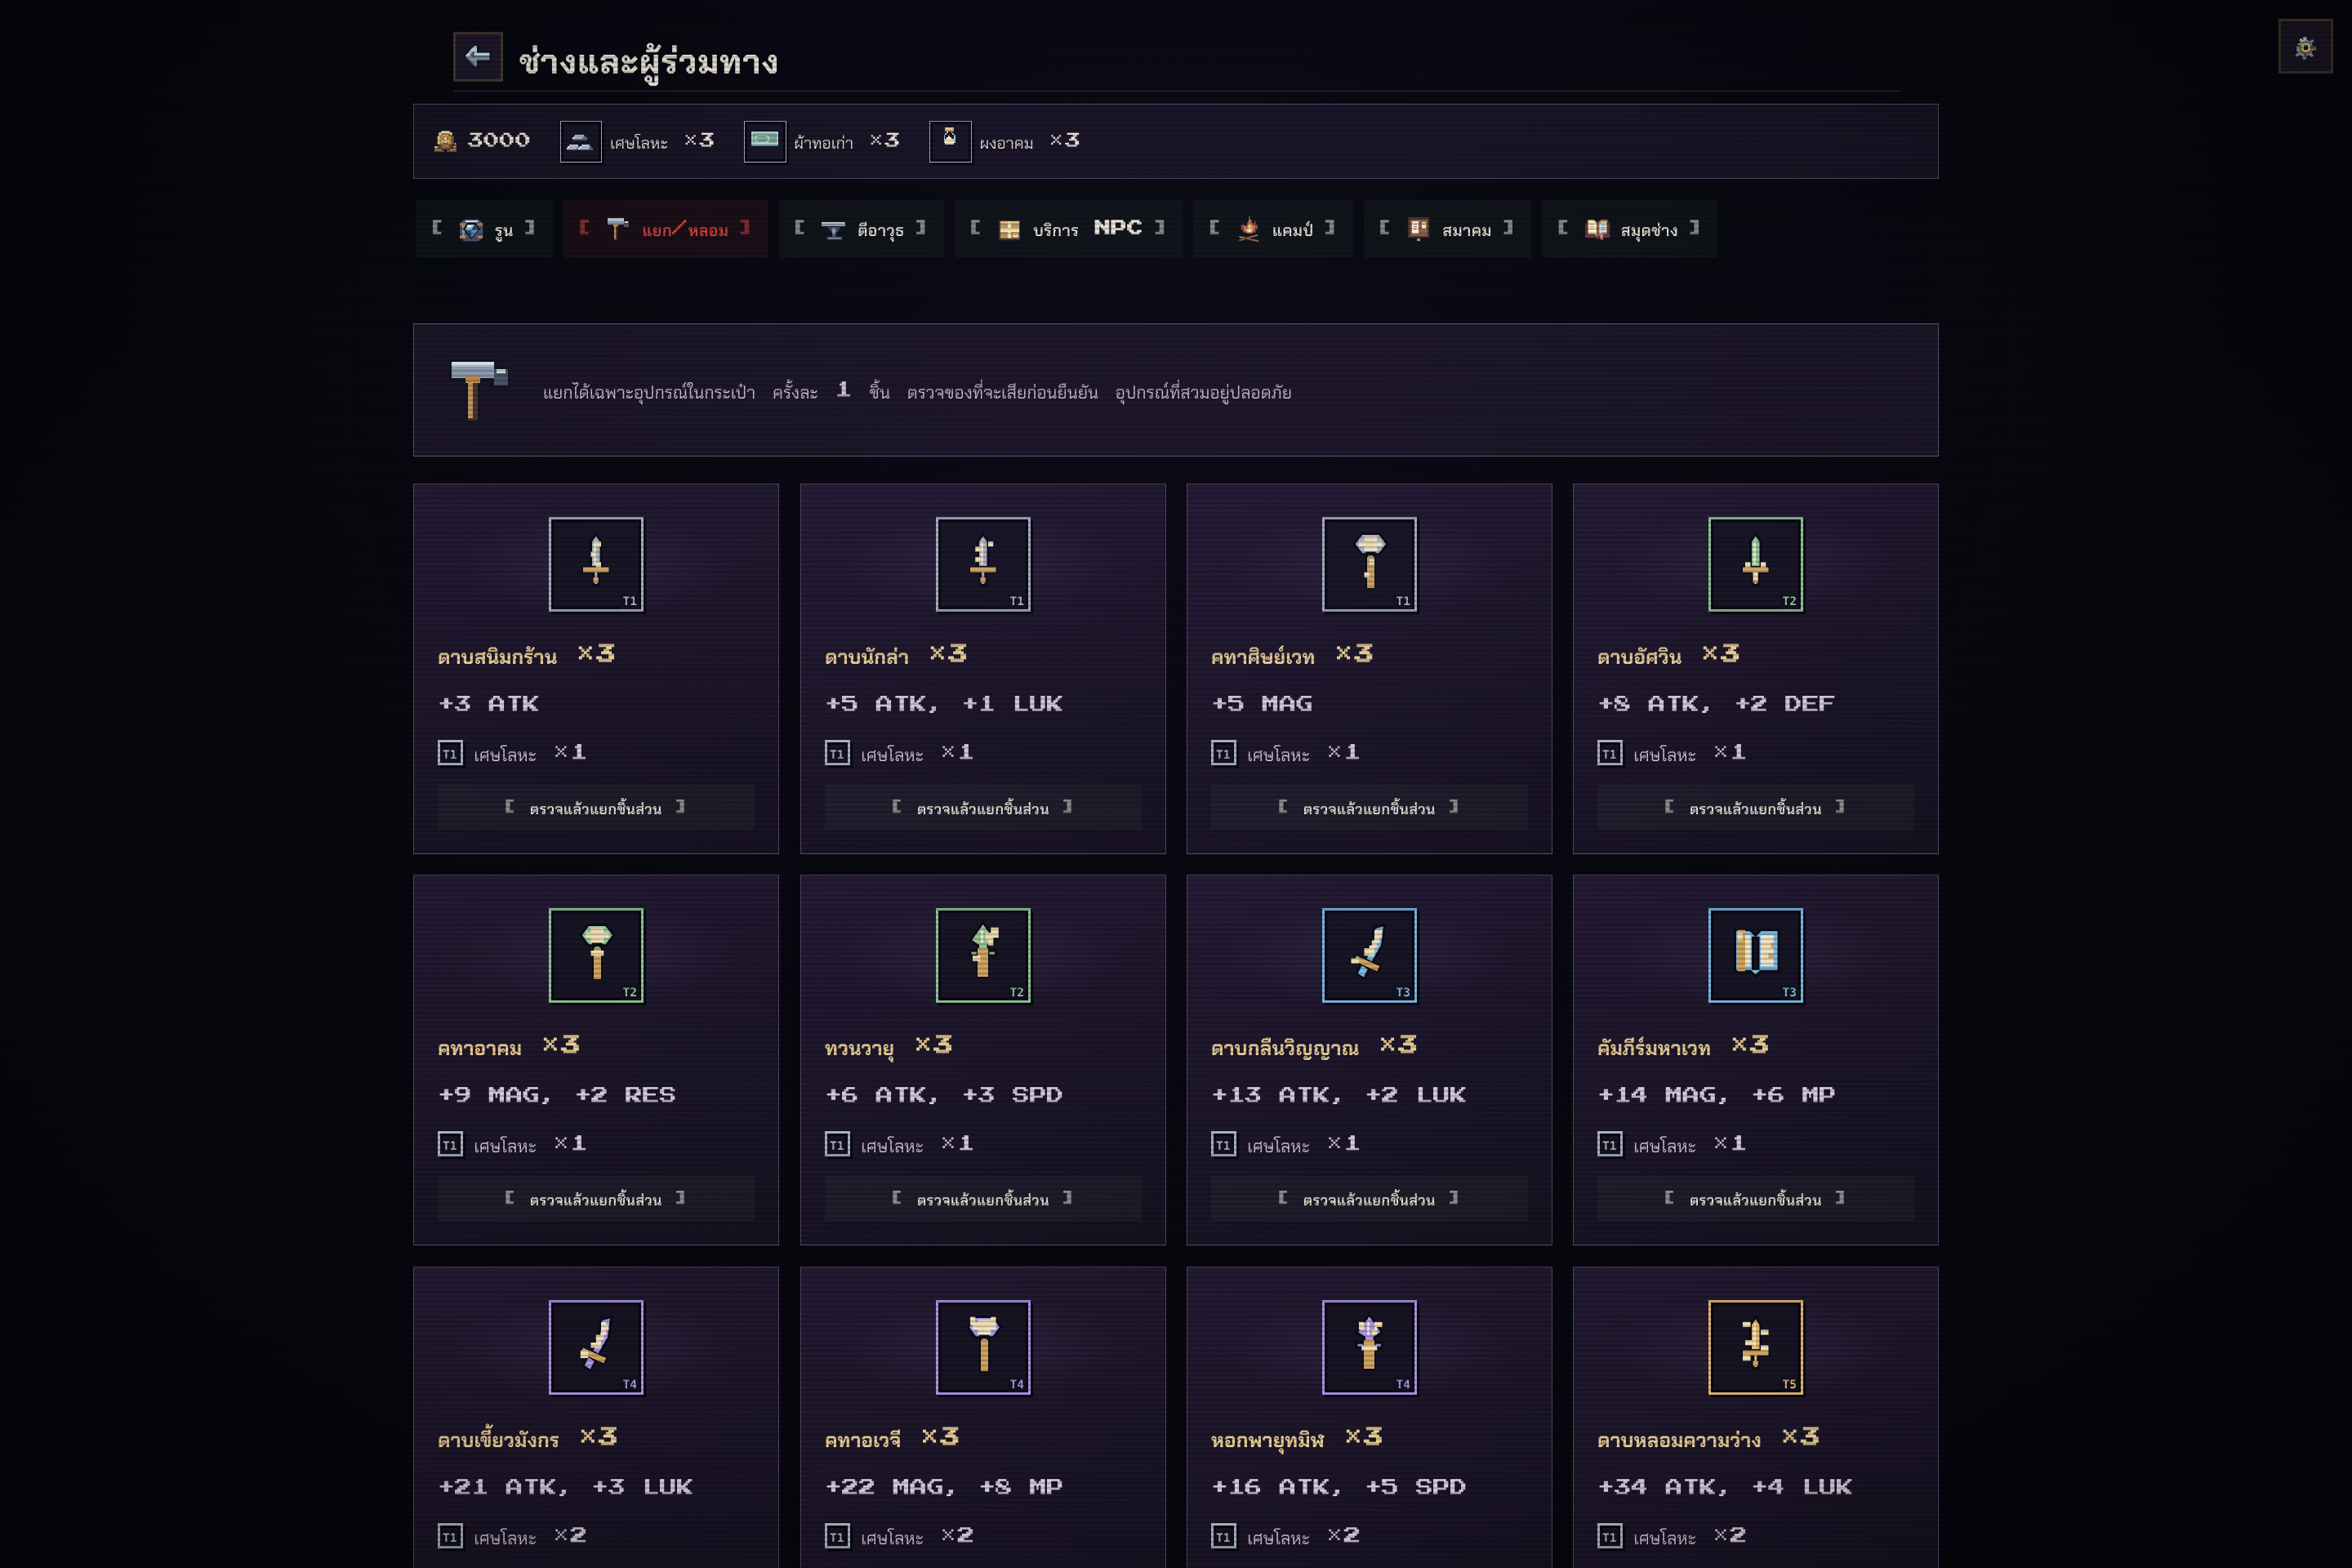 ช่างและผู้ร่วมทาง
3000 เศษโลหะ ×3 ผ้าทอเก่า ×3 ผงอาคม ×3
[ รูน ] [ แยก/หลอม ] [ ตีอาวุธ ] [ บริการ NPC ] [ แคมป์ ] [ สมาคม ] [ สมุดช่าง ]
แยกได้เฉพาะอุปกรณ์ในกระเป๋า ครั้งละ 1 ชิ้น ตรวจของที่จะเสียก่อนยืนยัน อุปกรณ์ที่สวมอยู่ปลอดภัย
T1
ดาบสนิมกร้าน ×3
+3 ATK
T1 เศษโลหะ ×1
[ ตรวจแล้วแยกชิ้นส่วน ]
T1
ดาบนักล่า ×3
+5 ATK, +1 LUK
T1 เศษโลหะ ×1
[ ตรวจแล้วแยกชิ้นส่วน ]
T1
คทาศิษย์เวท ×3
+5 MAG
T1 เศษโลหะ ×1
[ ตรวจแล้วแยกชิ้นส่วน ]
T2
ดาบอัศวิน ×3
+8 ATK, +2 DEF
T1 เศษโลหะ ×1
[ ตรวจแล้วแยกชิ้นส่วน ]
T2
คทาอาคม ×3
+9 MAG, +2 RES
T1 เศษโลหะ ×1
[ ตรวจแล้วแยกชิ้นส่วน ]
T2
ทวนวายุ ×3
+6 ATK, +3 SPD
T1 เศษโลหะ ×1
[ ตรวจแล้วแยกชิ้นส่วน ]
T3
ดาบกลืนวิญญาณ ×3
+13 ATK, +2 LUK
T1 เศษโลหะ ×1
[ ตรวจแล้วแยกชิ้นส่วน ]
T3
คัมภีร์มหาเวท ×3
+14 MAG, +6 MP
T1 เศษโลหะ ×1
[ ตรวจแล้วแยกชิ้นส่วน ]
T4
ดาบเขี้ยวมังกร ×3
+21 ATK, +3 LUK
T1 เศษโลหะ ×2
T4
คทาอเวจี ×3
+22 MAG, +8 MP
T1 เศษโลหะ ×2
T4
หอกพายุทมิฬ ×3
+16 ATK, +5 SPD
T1 เศษโลหะ ×2
T5
ดาบหลอมความว่าง ×3
+34 ATK, +4 LUK
T1 เศษโลหะ ×2